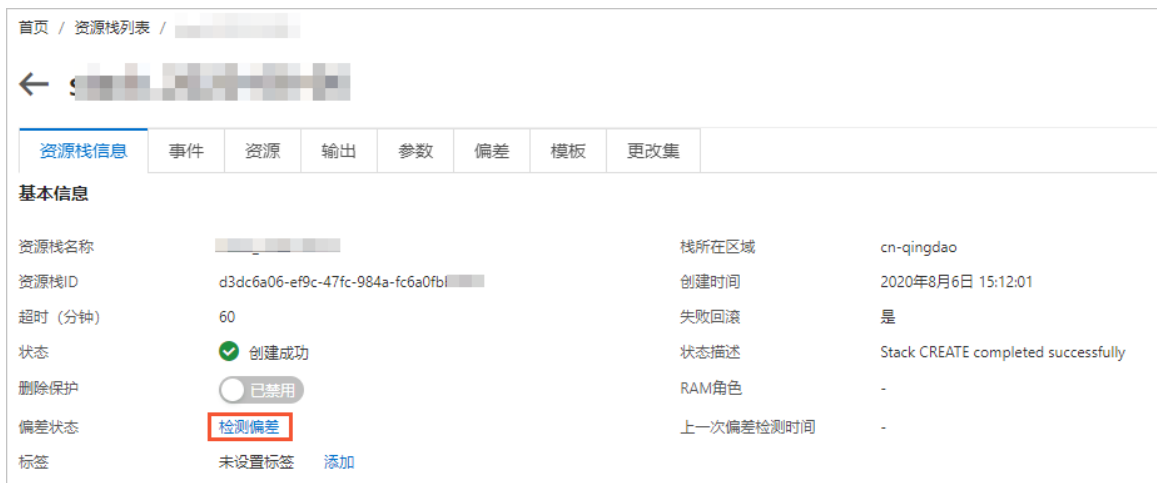 首页 / 资源栈列表 /
资源栈信息 事件 资源 输出 参数 偏差 模板 更改集
基本信息
资源栈名称 栈所在区域 cn-qingdao
资源栈ID d3dc6a06-ef9c-47fc-984a-fc6a0fb 创建时间 2020年8月6日 15:12:01
超时（分钟） 60 失败回滚 是
状态 创建成功 状态描述 Stack CREATE completed successfully
删除保护 已禁用 RAM角色 -
偏差状态 检测偏差 上一次偏差检测时间 -
标签 未设置标签 添加